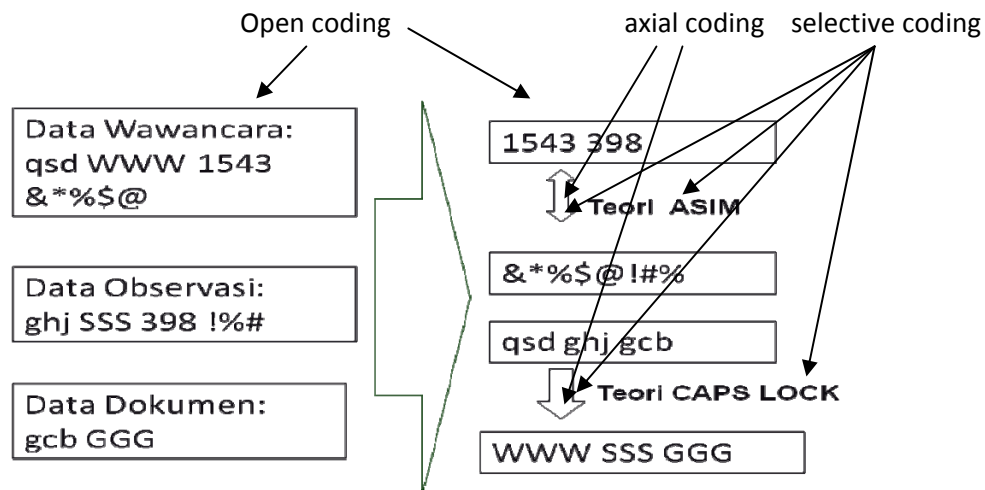 Open coding
axial coding
selective coding
Data Wawancara:
qsd WWW 1543
&*%$@
Data Observasi:
ghj SSS 398 !%#
Data Dokumen:
gcb GGG
1543 398
Teori ASIM
&*%$@!#%
qsd ghj gcb
Teori CAPS LOCK
WWW SSS GGG